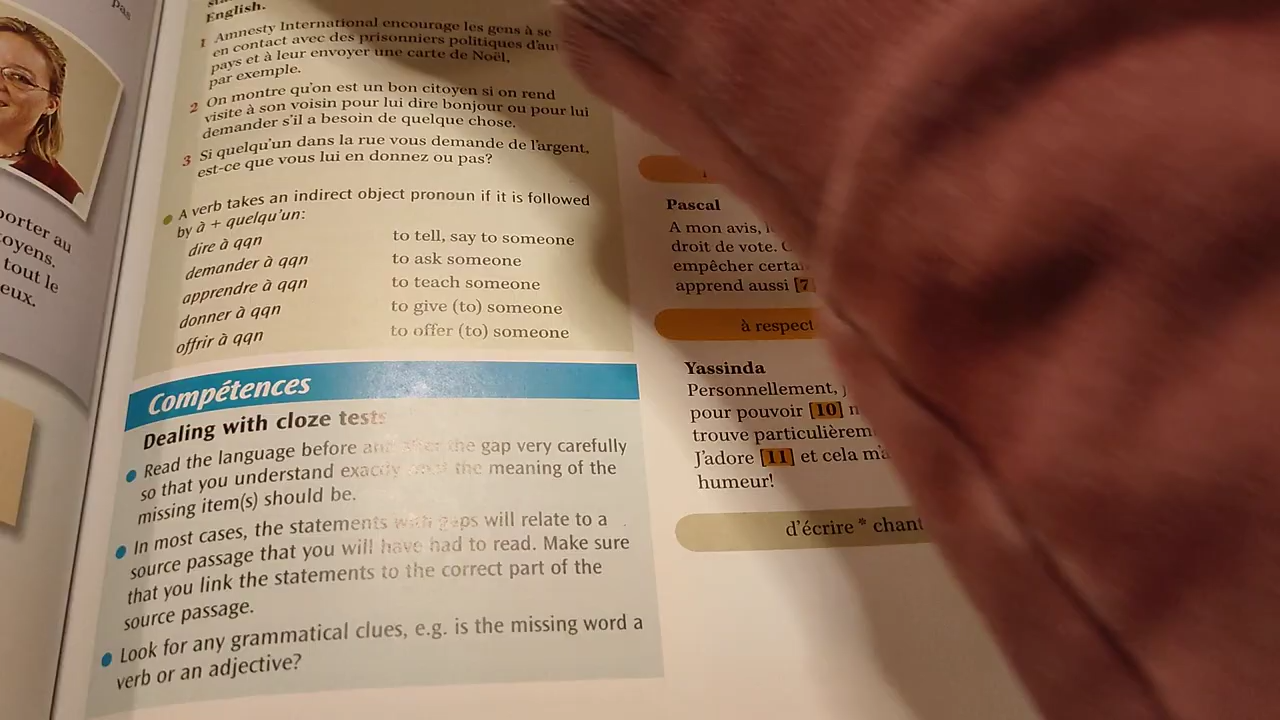 pas
English.
1 Amnesty International encourage les gens à se
en contact avec des prisonniers politiques
pays et à leur envoyer une carte de Noël,
par exemple.
2 On montre qu'on est un bon citoyen si on rend
visite à son voisin pour lui dire bonjour ou pour lui
demander s'il a besoin de quelque chose.
3 Si quelqu'un dans la rue vous demande de l'argent,
est-ce que vous lui en donnez ou pas?
A verb takes an indirect object pronoun if it is followed
by à + quelqu'un:
dire à qqn to tell, say to someone
demander à qqn to ask someone
apprendre à qqn to teach someone
donner à qqn to give (to) someone
offrir à qqn to offer (to) someone
Compétences
Dealing with cloze tests
Read the language before and after the gap very carefully
so that you understand exactly what the meaning of the
missing item(s) should be.
In most cases, the statements with gaps will relate to a
source passage that you will have had to read. Make sure
that you link the statements to the correct part of the
source passage.
Look for any grammatical clues, e.g. is the missing word a
verb or an adjective?
porter au
toyens.
tout le
eux.
Pascal
A mon avis,
droit de vote.
empêcher
apprend aussi [7
à respect
Yassinda
Personnellement,
pour pouvoir [10]
trouve
J'adore [11] et cela
humeur!
d'écrire * chant